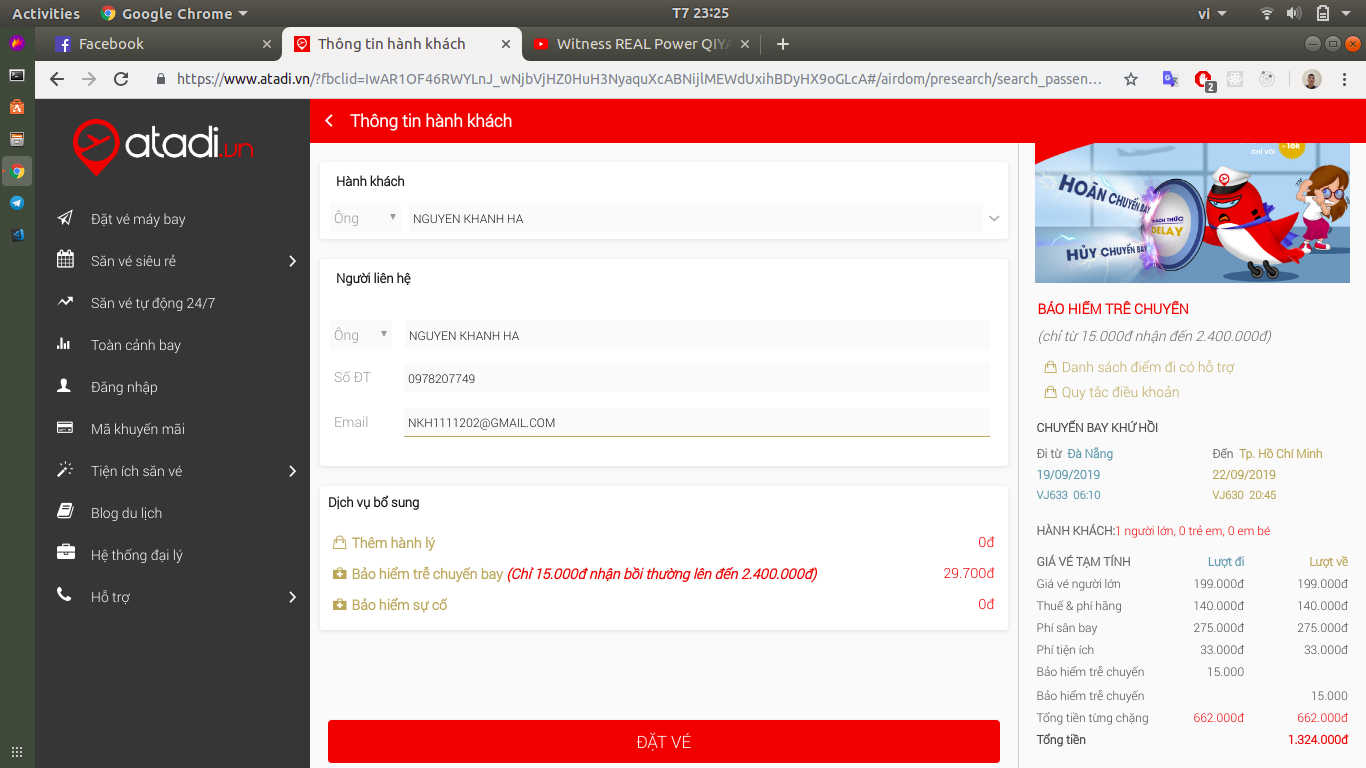 Activities
Google Chrome
T7 23:25
vi
Facebook
Thông tin hành khách
Witness REAL Power QIYA
https://www.atadi.vn/?fbclid=IwAR1OF46RWYLnJ_wNjbVjHZ0HuH3NyaquXcABNijlMEWdUxihBDyHX9oGLcA#/airdom/presearch/search_passen...
2
atadi.vn
Đặt vé máy bay
Săn vé siêu rẻ
Săn vé tự động 24/7
Toàn cảnh bay
Đăng nhập
Mã khuyến mãi
Tiện ích săn vé
Blog du lịch
Hệ thống đại lý
Hỗ trợ
Thông tin hành khách
Hành khách
Ông NGUYEN KHANH HA
Người liên hệ
Ông NGUYEN KHANH HA
Số ĐT 0978207749
Email NKH1111202@GMAIL.COM
Dịch vụ bổ sung
Thêm hành lý 0đ
Bảo hiểm trễ chuyến bay (Chỉ 15.000đ nhận bồi thường lên đến 2.400.000đ) 29.700đ
Bảo hiểm sự cố 0đ
ĐẶT VÉ
CHỈ VỚI
HOÃN CHUYẾN BAY
THỨC
DELAY
HỦY CHUYẾN BAY
BẢO HIỂM TRỄ CHUYẾN
(chỉ từ 15.000đ nhận đến 2.400.000đ)
Danh sách điểm đi có hỗ trợ
Quy tắc điều khoản
CHUYẾN BAY KHỨ HỒI
Đi từ Đà Nẵng Đến Tp. Hồ Chí Minh
19/09/2019 22/09/2019
VJ633 06:10 VJ630 20:45
HÀNH KHÁCH:1 người lớn, 0 trẻ em, 0 em bé
GIÁ VÉ TẠM TÍNH Lượt đi Lượt về
Giá vé người lớn 199.000đ 199.000đ
Thuế & phí hãng 140.000đ 140.000đ
Phí sân bay 275.000đ 275.000đ
Phí tiện ích 33.000đ 33.000đ
Bảo hiểm trễ chuyến 15.000
Bảo hiểm trễ chuyến 15.000
Tổng tiền từng chặng 662.000đ 662.000đ
Tổng tiền 1.324.000đ